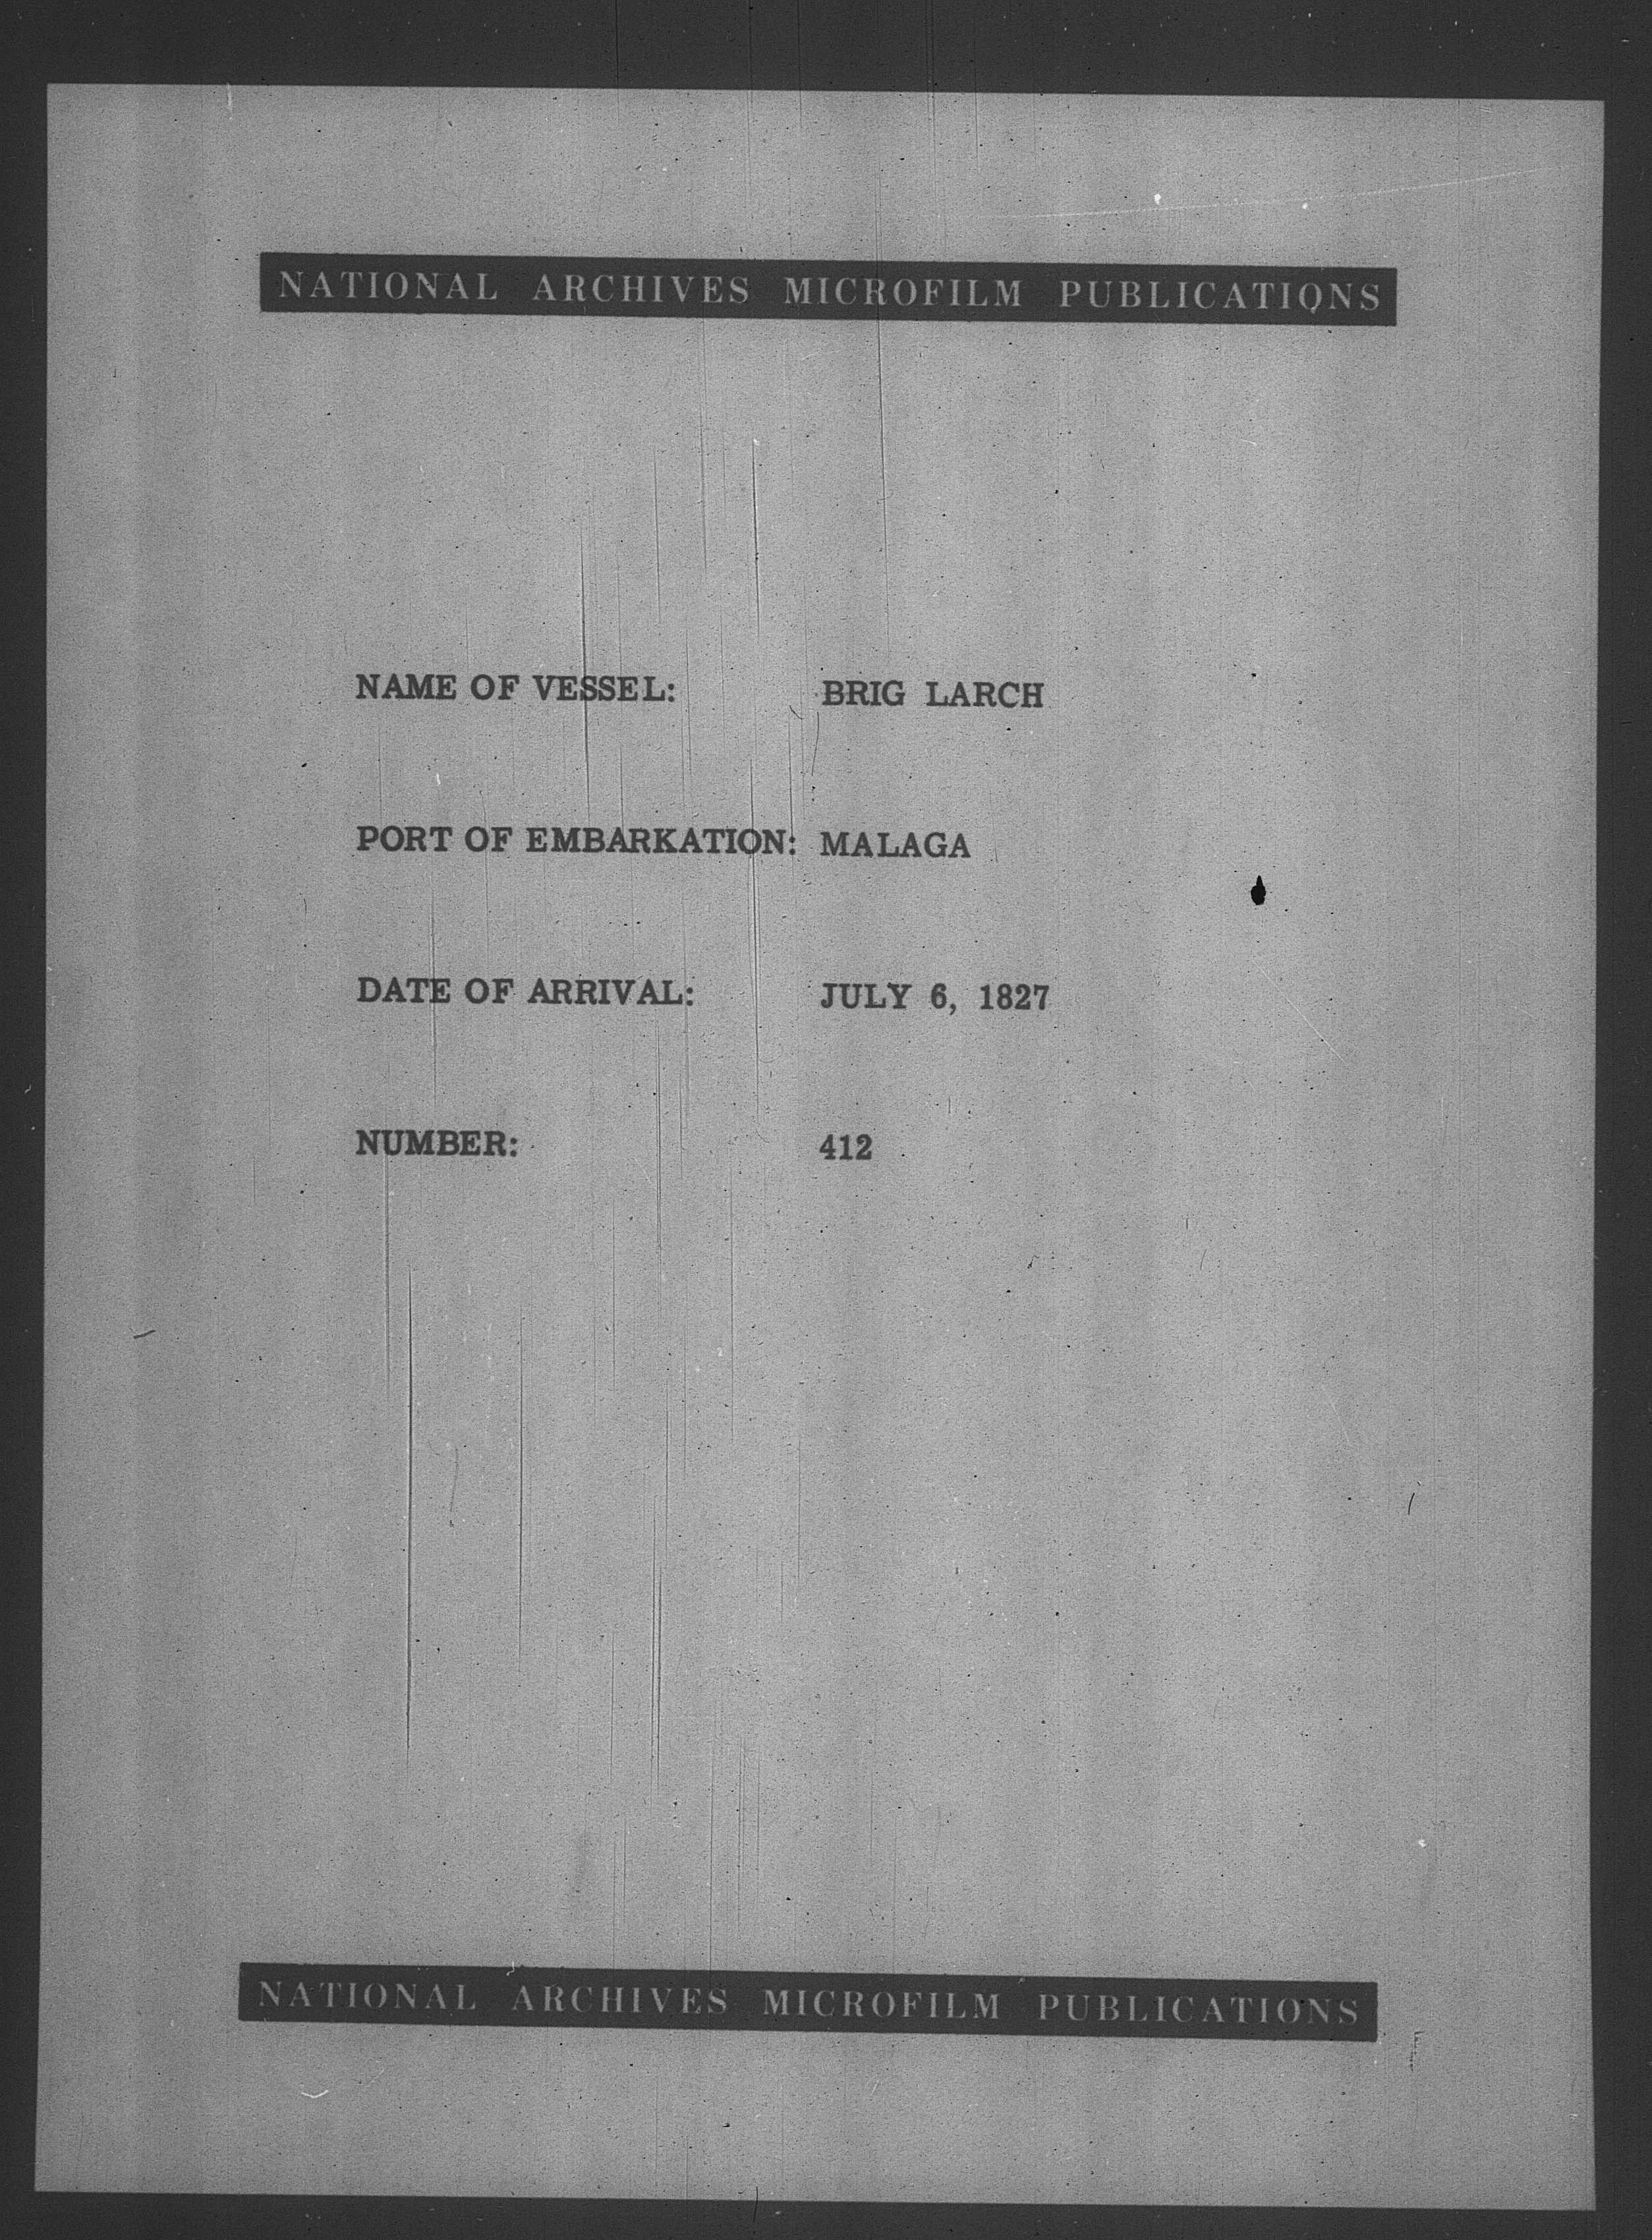 NATIONAL ARCHIVES MICROFILM PUBLICATIONS
NAME OF VESSEL: BRIG LARCH
PORT OF EMBARKATION: MALAGA
DATE OF ARRIVAL: JULY 6, 1827
NUMBER: 412
NATIONAL ARCHIVES MICROFILM PUBLICATIONS